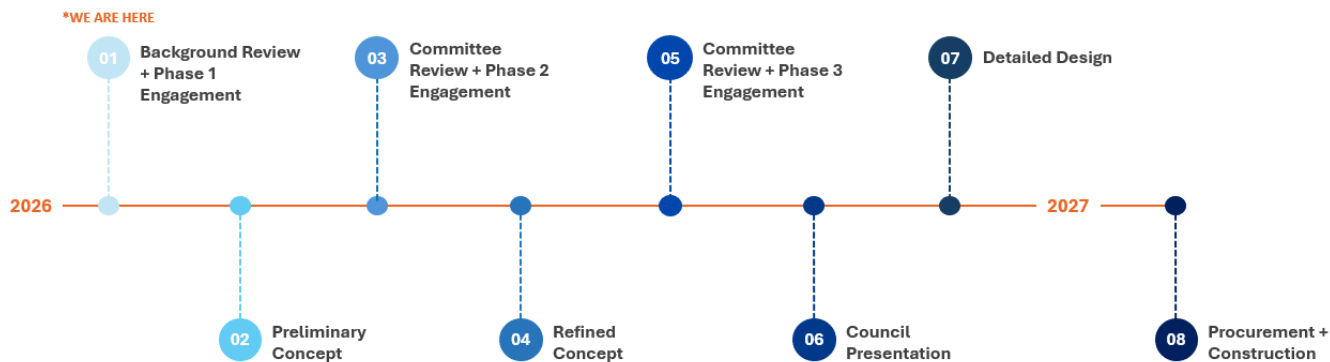 *WE ARE HERE
01
Background Review
+ Phase 1
Engagement
03
Committee
Review + Phase 2
Engagement
05
Committee
Review + Phase 3
Engagement
07
Detailed Design
2026
2027
02
Preliminary
Concept
04
Refined
Concept
06
Council
Presentation
08
Procurement +
Construction